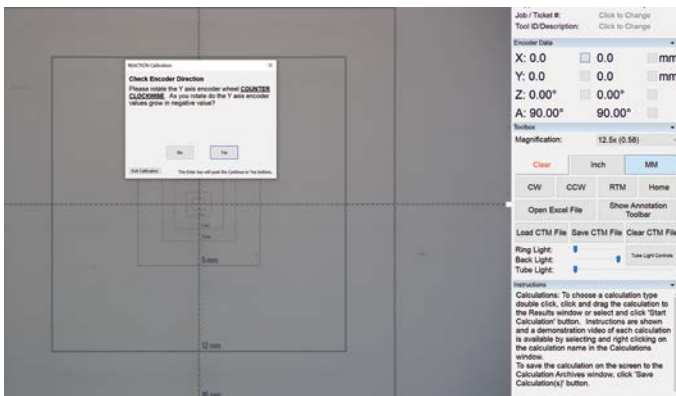 Job / Ticket #: Click to Change
Tool ID/Description: Click to Change
Encoder Data
X: 0.0 0.0 mm
Y: 0.0 0.0 mm
Z: 0.00° 0.00°
A: 90.00° 90.00°
Toolbox
Magnification: 12.5x (0.58)
Clear Inch MM
CW CCW RTM Home
Open Excel File Show Annotation
Toolbar
Load CTM File Save CTM File Clear CTM File
Ring Light:
Back Light: Tube Light Controls
Tube Light:
Instructions
Calculations: To choose a calculation type
double click, click and drag the calculation to
the Results window or select and click 'Start
Calculation' button. Instructions are shown
and a demonstration video of each calculation
is available by selecting and right clicking on
the calculation name in the Calculations
window.
To save the calculation on the screen to the
Calculation Archives window, click 'Save
Calculation(s)' button.
REACTION Calibration
Check Encoder Direction
Please rotate the Y axis encoder wheel COUNTER
CLOCKWISE. As you rotate do the Y axis encoder
values grow in negative value?
No Yes
Exit Calibration The Enter key will push the Continue or Yes buttons.
6 mm
12 mm